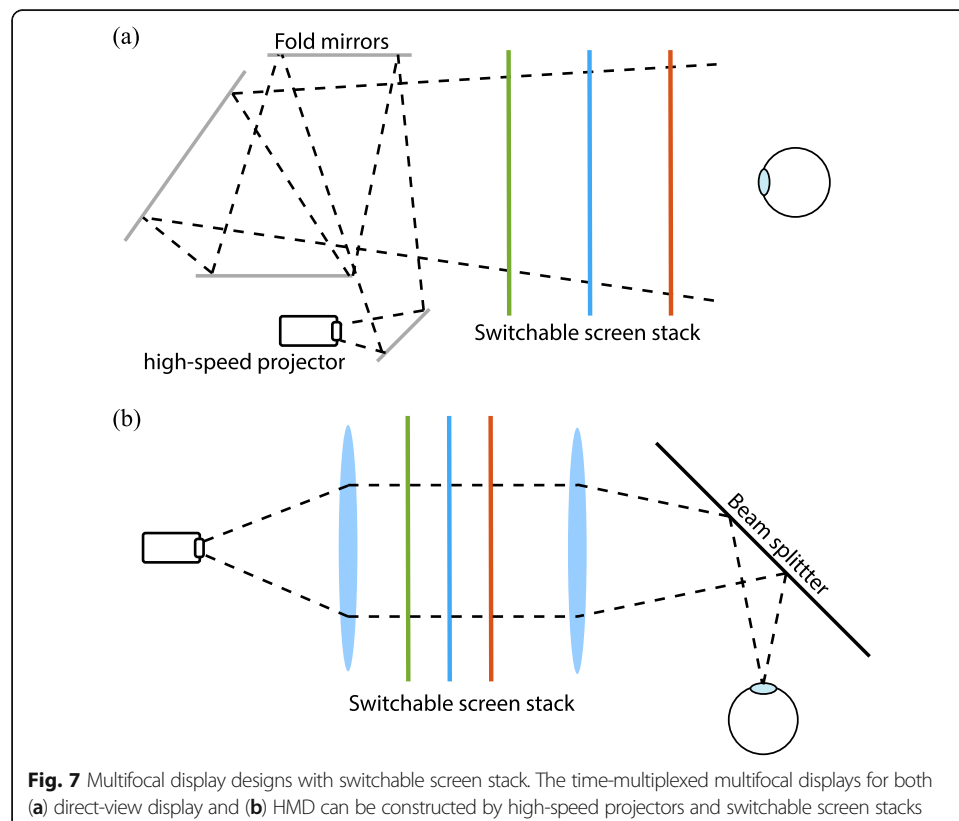 (a)
Fold mirrors
Switchable screen stack
high-speed projector
(b)
Beam splittter
Switchable screen stack
Fig. 7 Multifocal display designs with switchable screen stack. The time-multiplexed multifocal displays for both
(a) direct-view display and (b) HMD can be constructed by high-speed projectors and switchable screen stacks